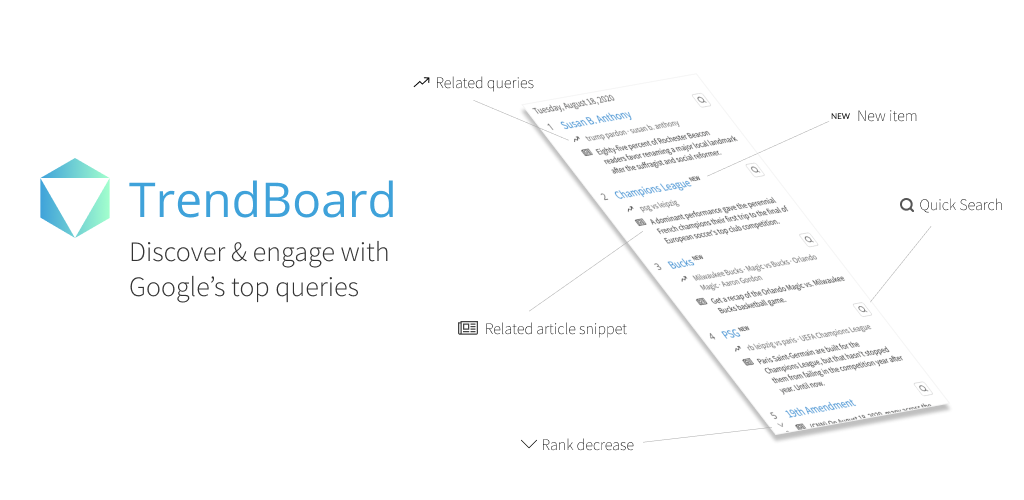 TrendBoard
Discover & engage with
Google's top queries
Related queries
NEW New item
Quick Search
Related article snippet
Rank decrease
Tuesday, August 18, 2020
1 Susan B. Anthony
trump pardon · susan b. anthony
Eighty five percent of Rochester Beacon
readers favor renaming a major local landmark
after the suffragist and social reformer.
2 Champions League NEW
psg vs leipzig
A dominant performance gave the perennial
French champions their first trip to the final of
European soccer's top club competition.
3 Bucks NEW
Milwaukee Bucks · Magic vs Bucks · Orlando
Magic · Aaron Gordon
Get a recap of the Orlando Magic vs. Milwaukee
Bucks basketball game.
4 PSG NEW
rb leipzig vs paris · UEFA Champions League
Paris Saint-Germain are built for the
Champions League, but that hasn't stopped
them from failing in the competition year after
year. Until now.
5 19th Amendment